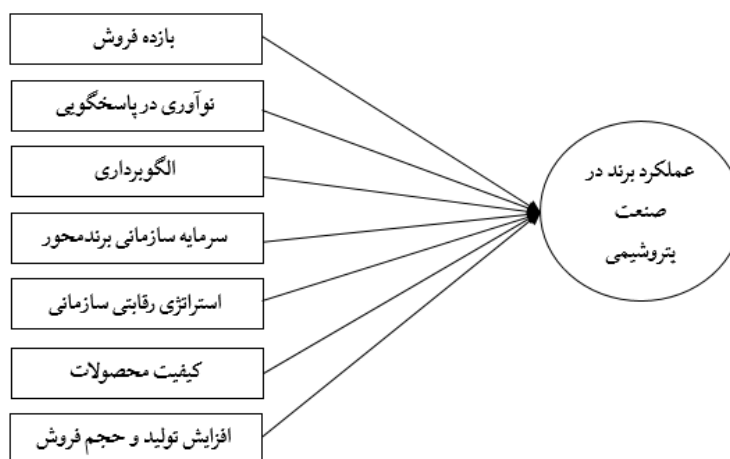 بازده فروش
نوآوری در پاسخگویی
الگوبرداری
سرمایه سازمانی برندمحور
استراتژی رقابتی سازمانی
کیفیت محصولات
افزایش تولید و حجم فروش
عملکرد برند در
صنعت
پتروشیمی